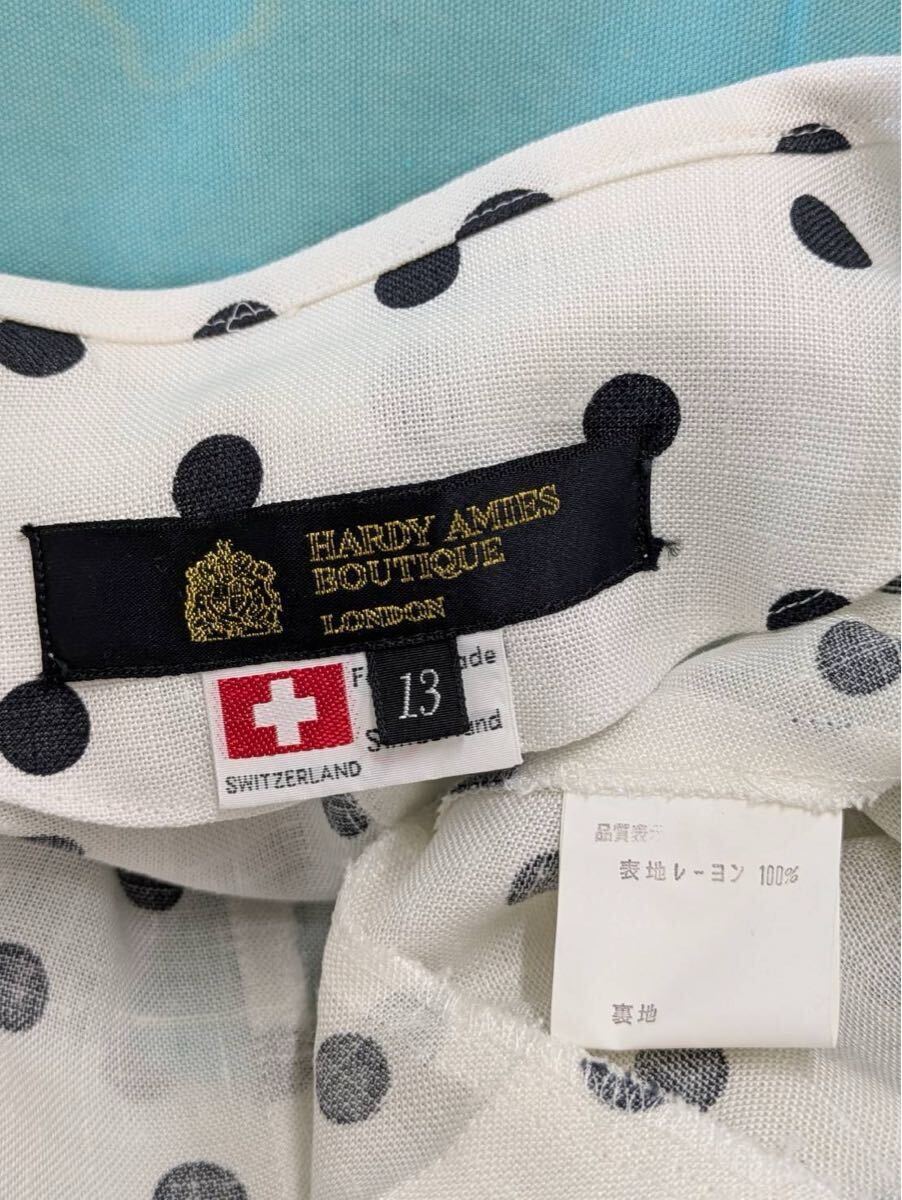 HARDY AMIES
BOUTIQUE
LONDON
13
SWITZERLAND
品質表示
表地レーヨン 100%
裏地